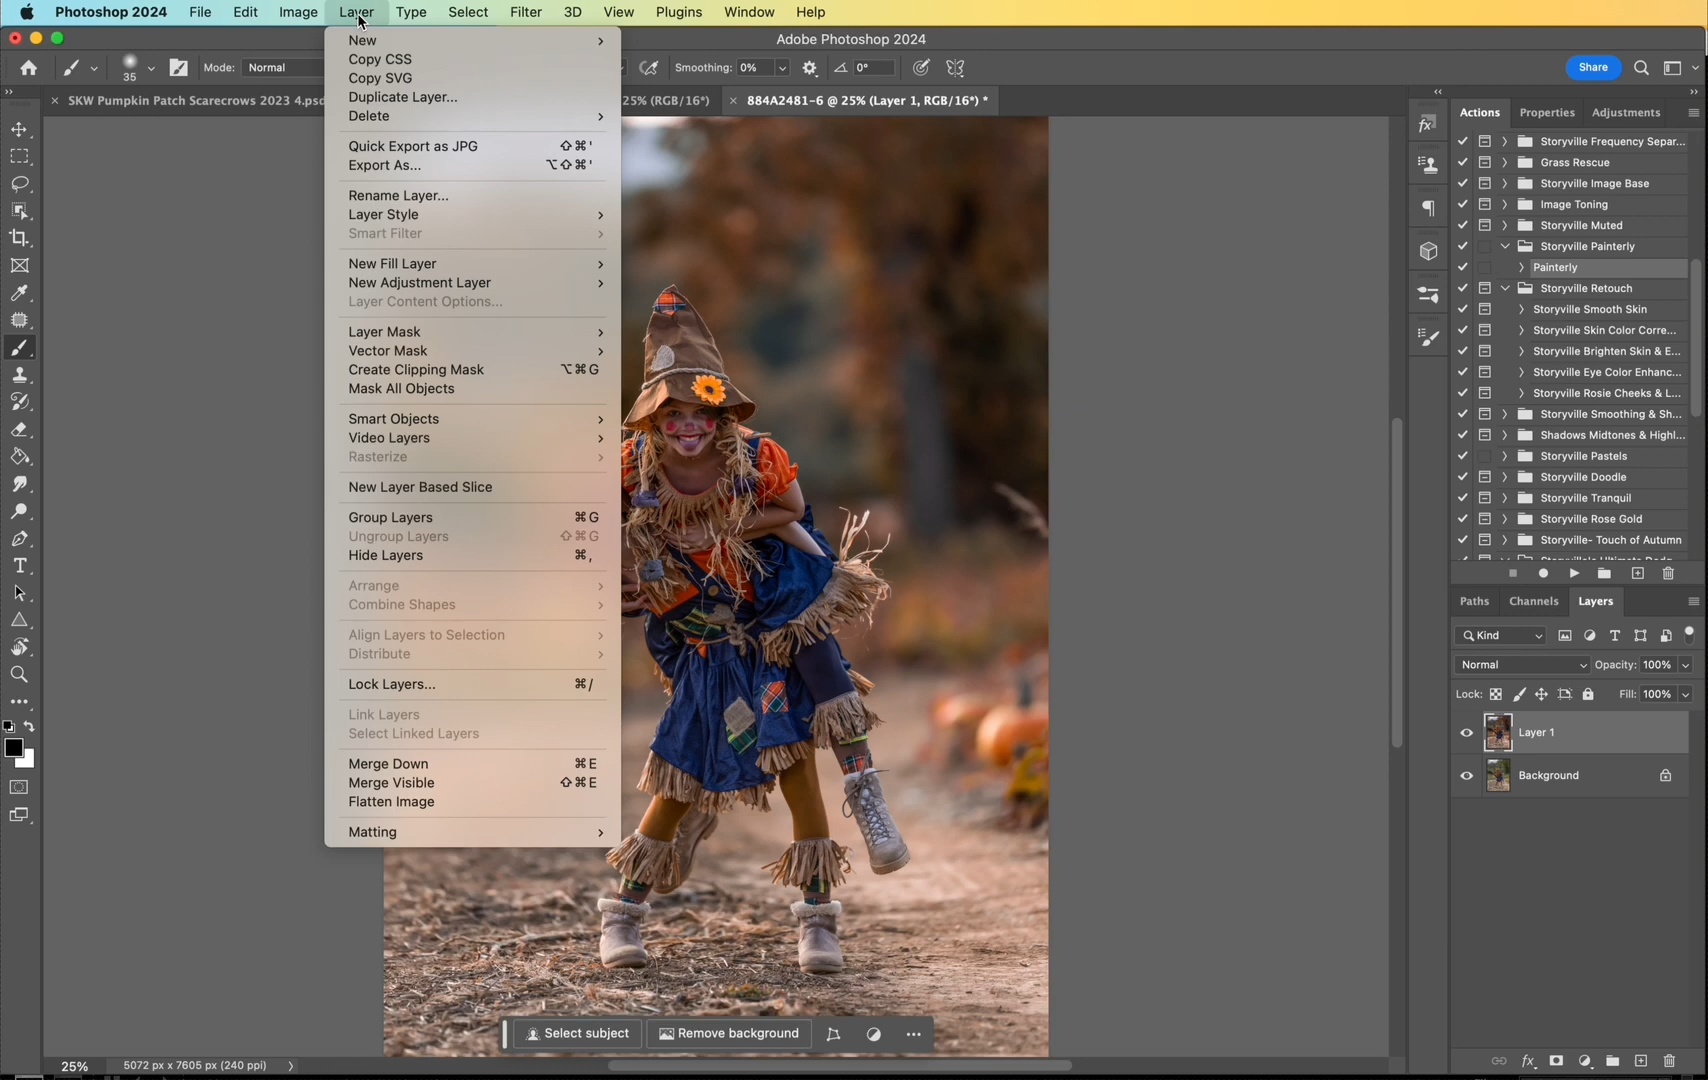 Photoshop 2024 File Edit Image Layer Type Select Filter 3D View Plugins Window Help
Adobe Photoshop 2024
35 Mode: Normal Smoothing: 0% 0° Share
SKW Pumpkin Patch Scarecrows 2023 4.psd 25% (RGB/16*) 884A2481-6 @ 25% (Layer 1, RGB/16*) *
New
Copy CSS
Copy SVG
Duplicate Layer...
Delete
Quick Export as JPG ⇧⌘'
Export As... ⌥⇧⌘'
Rename Layer...
Layer Style
Smart Filter
New Fill Layer
New Adjustment Layer
Layer Content Options...
Layer Mask
Vector Mask
Create Clipping Mask ⌥⌘G
Mask All Objects
Smart Objects
Video Layers
Rasterize
New Layer Based Slice
Group Layers ⌘G
Ungroup Layers ⇧⌘G
Hide Layers ⌘,
Arrange
Combine Shapes
Align Layers to Selection
Distribute
Lock Layers... ⌘/
Link Layers
Select Linked Layers
Merge Down ⌘E
Merge Visible ⇧⌘E
Flatten Image
Matting
Actions Properties Adjustments
Storyville Frequency Separ...
Grass Rescue
Storyville Image Base
Image Toning
Storyville Muted
Storyville Painterly
Painterly
Storyville Retouch
Storyville Smooth Skin
Storyville Skin Color Corre...
Storyville Brighten Skin & E...
Storyville Eye Color Enhanc...
Storyville Rosie Cheeks & L...
Storyville Smoothing & Sh...
Shadows Midtones & Highl...
Storyville Pastels
Storyville Doodle
Storyville Tranquil
Storyville Rose Gold
Storyville- Touch of Autumn
Paths Channels Layers
Kind
Normal Opacity: 100%
Lock: Fill: 100%
Layer 1
Background
Select subject Remove background
25% 5072 px x 7605 px (240 ppi)